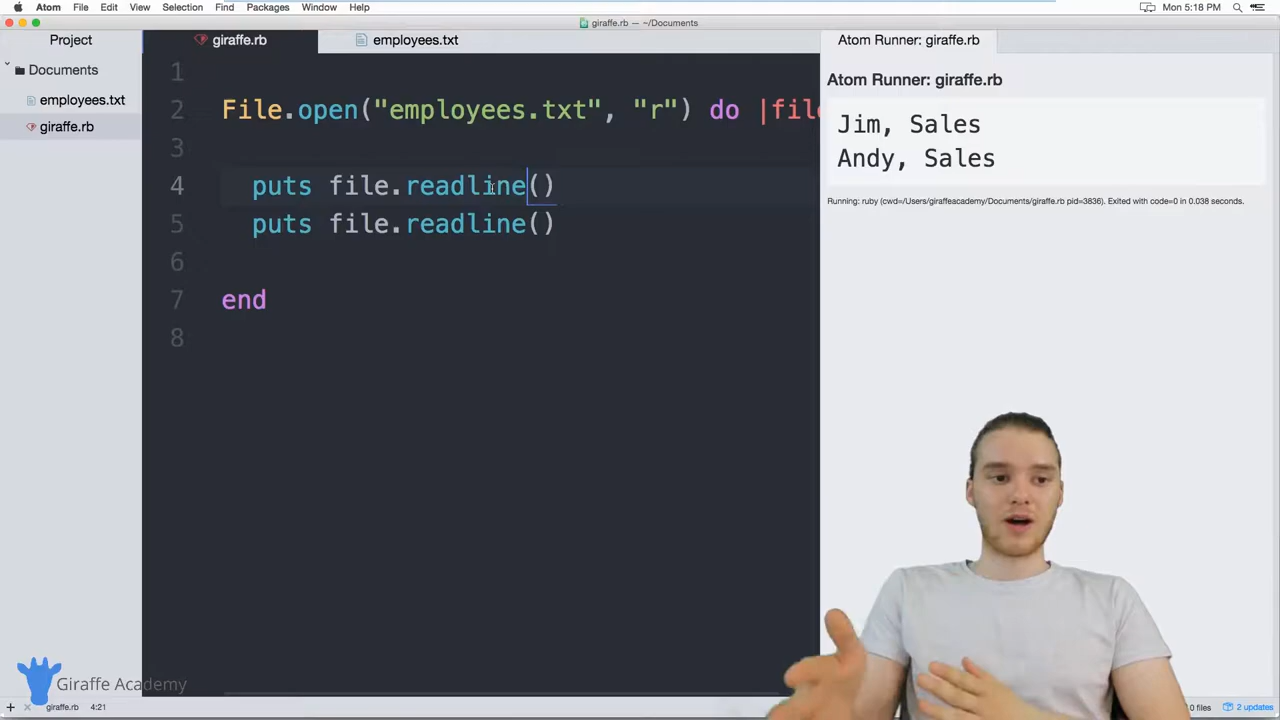 Atom File Edit View Selection Find Packages Window Help
Mon 5:18 PM
giraffe.rb — ~/Documents
Project
giraffe.rb
employees.txt
Atom Runner: giraffe.rb
Documents
employees.txt
giraffe.rb
1
2 File.open("employees.txt", "r") do |file
3
4 puts file.readline()
5 puts file.readline()
6
7 end
8
Atom Runner: giraffe.rb
Jim, Sales
Andy, Sales
Running: ruby (cwd=/Users/giraffeacademy/Documents/giraffe.rb pid=3836). Exited with code=0 in 0.038 seconds.
Giraffe Academy
giraffe.rb 4:21
0 files
2 updates